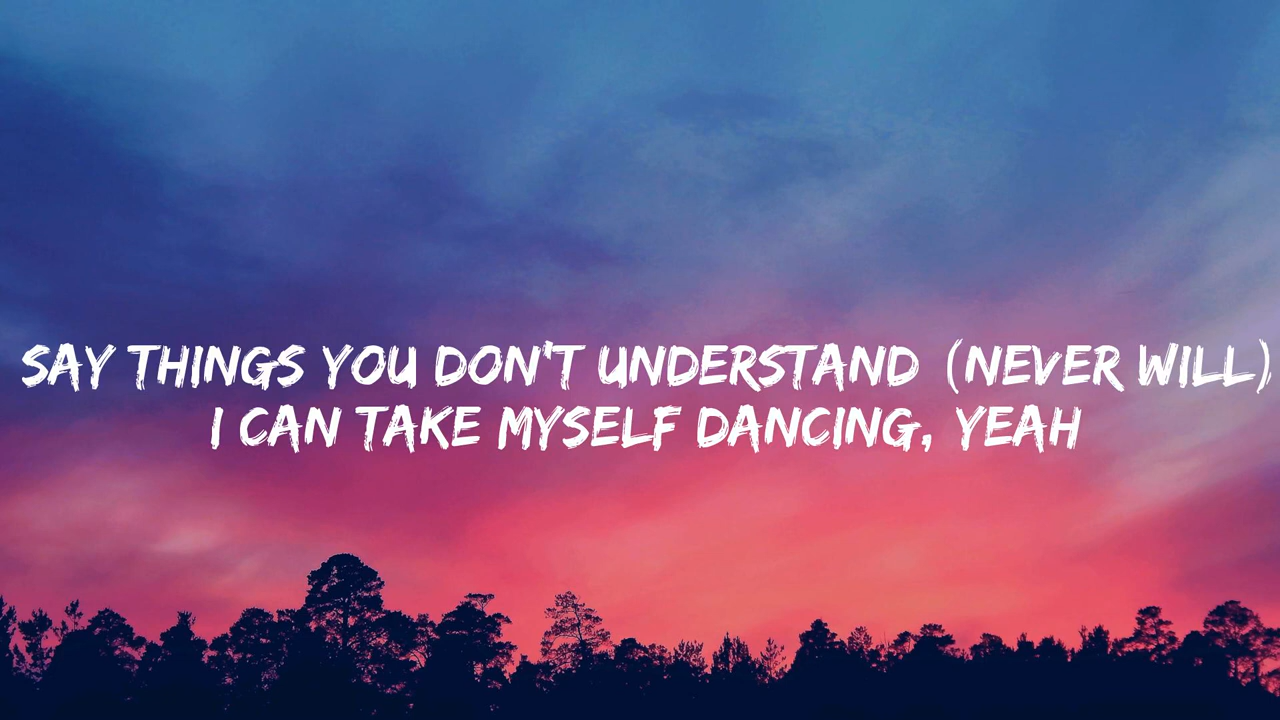 SAY THINGS YOU DON'T UNDERSTAND (NEVER WILL)
I CAN TAKE MYSELF DANCING, YEAH